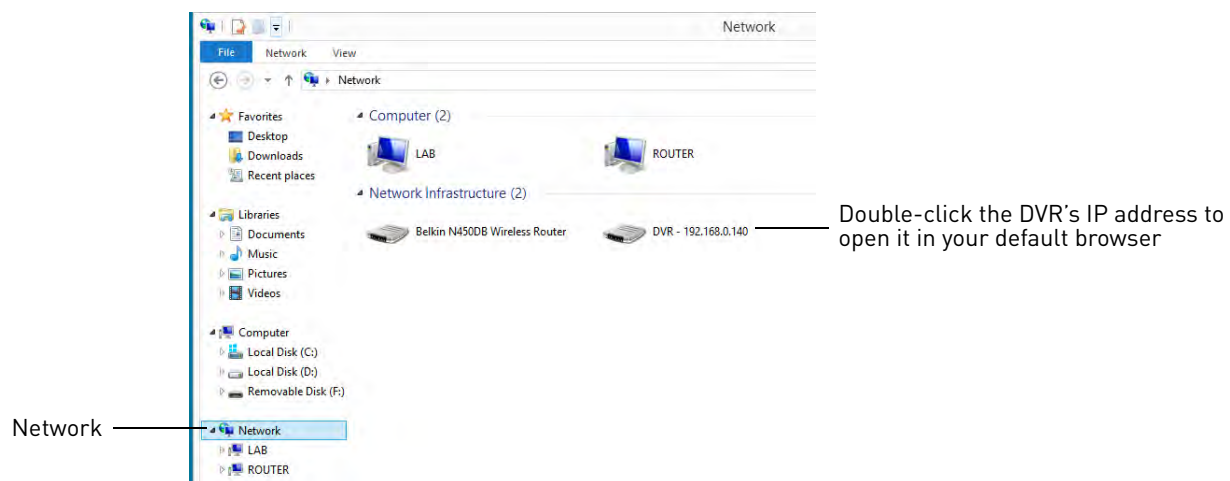 Network
File Network View
Network
Favorites
Desktop
Downloads
Recent places
Libraries
Documents
Music
Pictures
Videos
Computer
Local Disk (C:)
Local Disk (D:)
Removable Disk (F:)
Network
LAB
ROUTER
Computer (2)
LAB
ROUTER
Network Infrastructure (2)
Belkin N450DB Wireless Router
DVR - 192.168.0.140
Double-click the DVR's IP address to
open it in your default browser
Network